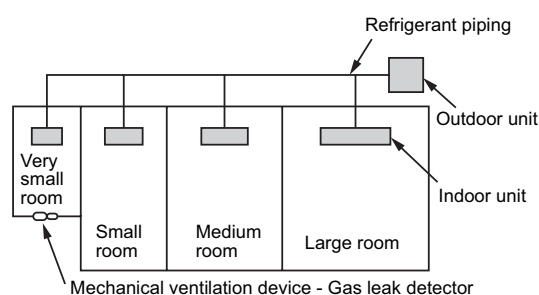 Refrigerant piping
Outdoor unit
Indoor unit
Very
small
room
Small
room
Medium
room
Large room
Mechanical ventilation device - Gas leak detector